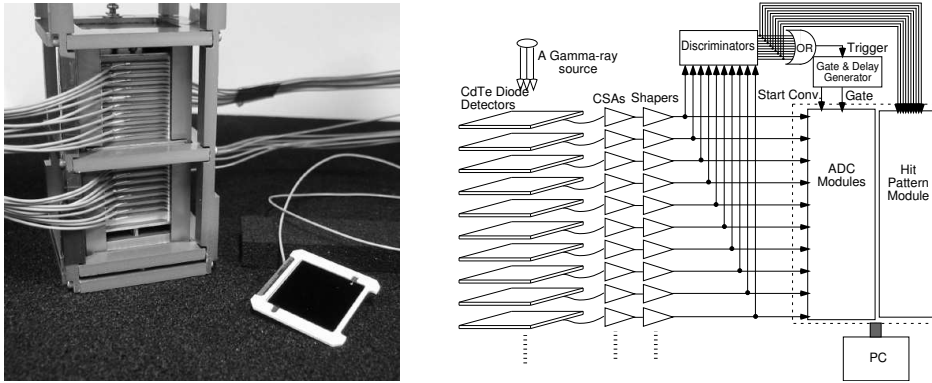 A Gamma-ray
source
CdTe Diode
Detectors
CSAs
Shapers
Discriminators
OR
Trigger
Gate & Delay
Generator
Start Conv.
Gate
ADC
Modules
Hit
Pattern
Module
PC